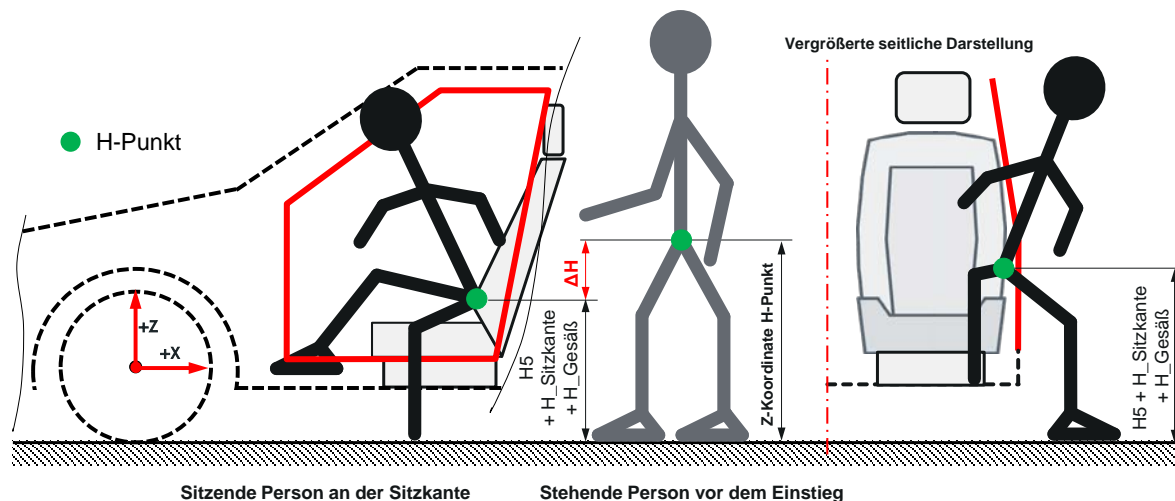 Vergrößerte seitliche Darstellung
H-Punkt
+Z
+X
ΔH
H5
+ H_Sitzkante
+ H_Gesäß
Z-Koordinate H-Punkt
H5 + H_Sitzkante
+ H_Gesäß
Sitzende Person an der Sitzkante
Stehende Person vor dem Einstieg